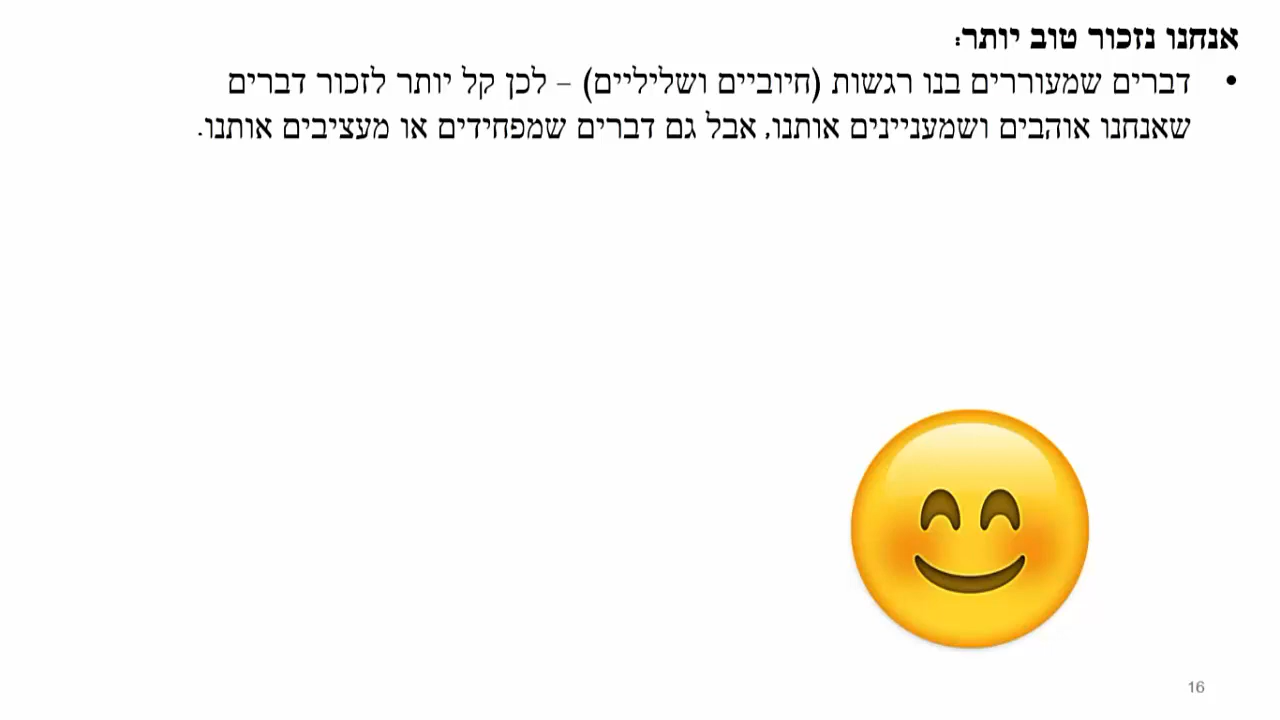 אנחנו נזכור טוב יותר:
• דברים שמעוררים בנו רגשות (חיוביים ושליליים) – לכן קל יותר לזכור דברים
שאנחנו אוהבים ושמעניינים אותנו, אבל גם דברים שמפחידים או מעציבים אותנו.
16